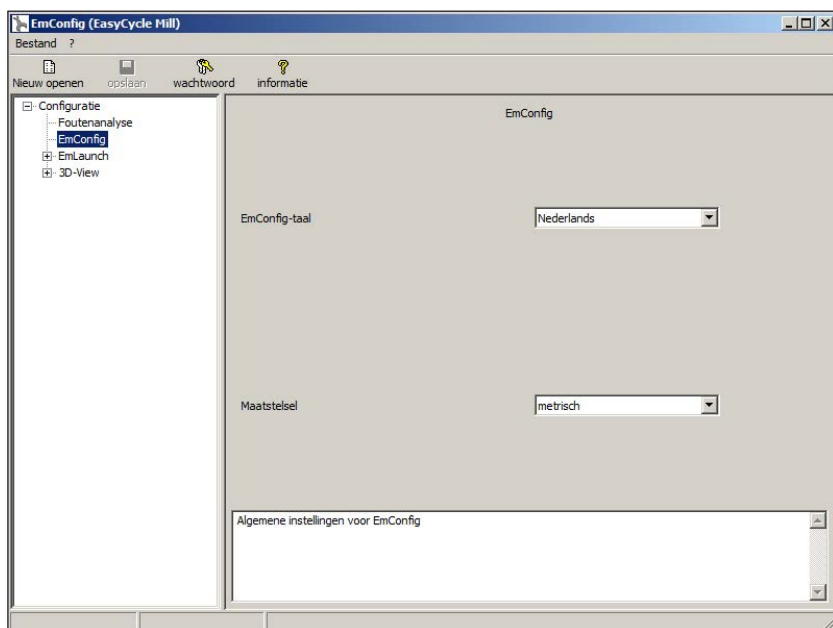 EmConfig (EasyCycle Mill)
Bestand ?
Nieuw openen opslaan wachtwoord informatie
Configuratie
Foutenanalyse
EmConfig
EmLaunch
3D-View
EmConfig
EmConfig-taal Nederlands
Maatstelsel metrisch
Algemene instellingen voor EmConfig